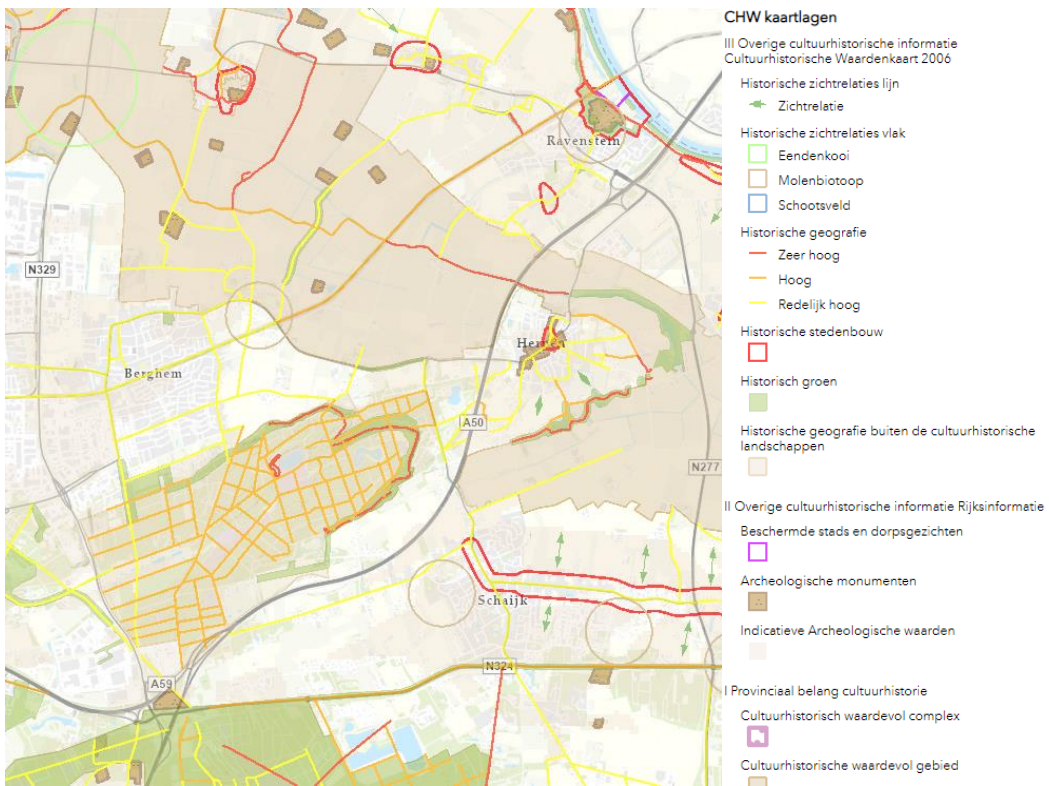 CHW kaartlagen
III Overige cultuurhistorische informatie
Cultuurhistorische Waardenkaart 2006
Historische zichtrelaties lijn
Zichtrelatie
Historische zichtrelaties vlak
Eendenkooi
Molenbiotoop
Schootsveld
Historische geografie
Zeer hoog
Hoog
Redelijk hoog
Historische stedenbouw
Historisch groen
Historische geografie buiten de cultuurhistorische
landschappen
II Overige cultuurhistorische informatie Rijksinformatie
Beschermde stads en dorpsgezichten
Archeologische monumenten
Indicatieve Archeologische waarden
I Provinciaal belang cultuurhistorie
Cultuurhistorisch waardevol complex
Cultuurhistorische waardevol gebied
Ravenstein
N329
Berghem
A50
N277
Schaijk
N324
A59